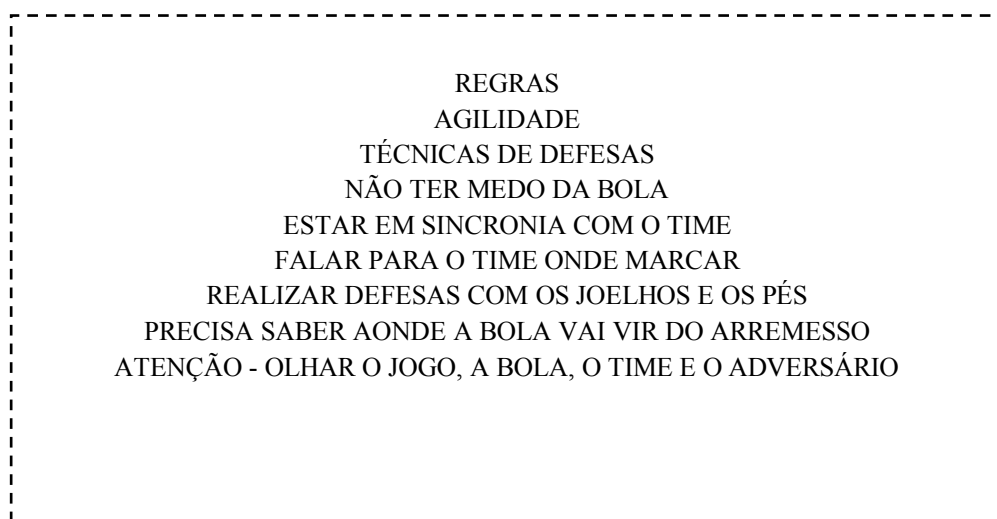 REGRAS
AGILIDADE
TÉCNICAS DE DEFESAS
NÃO TER MEDO DA BOLA
ESTAR EM SINCRONIA COM O TIME
FALAR PARA O TIME ONDE MARCAR
REALIZAR DEFESAS COM OS JOELHOS E OS PÉS
PRECISA SABER AONDE A BOLA VAI VIR DO ARREMESSO
ATENÇÃO - OLHAR O JOGO, A BOLA, O TIME E O ADVERSÁRIO